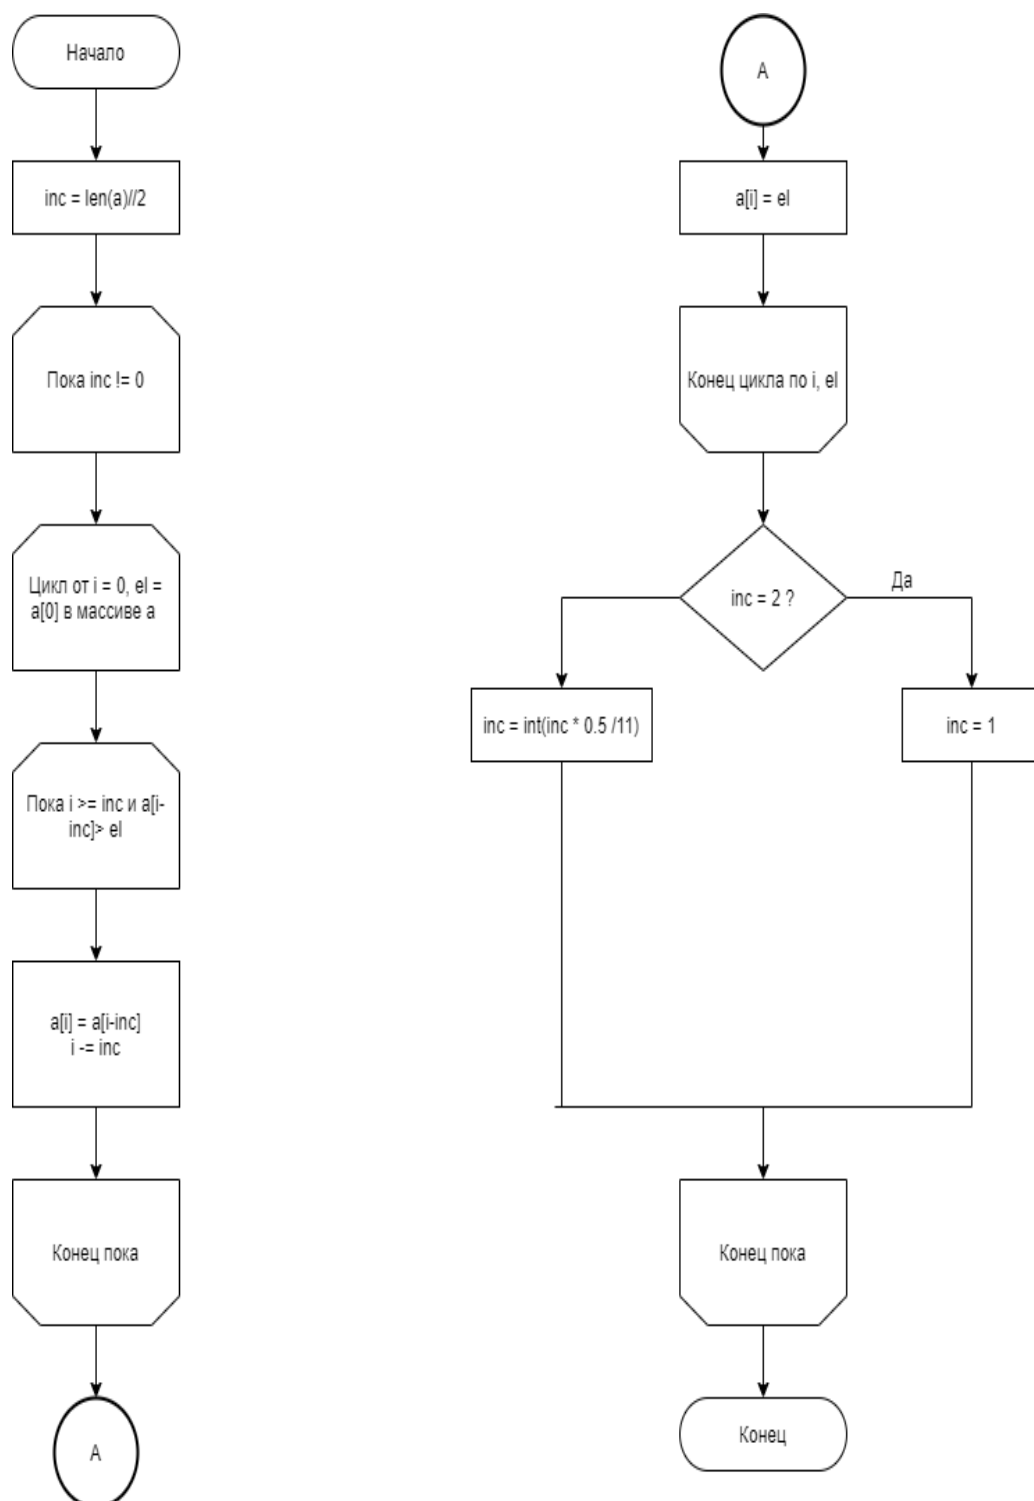 Начало
inc = len(a)//2
Пока inc != 0
Цикл от i = 0, el =
a[0] в массиве a
Пока i >= inc и a[i-
inc]> el
a[i] = a[i-inc]
i -= inc
Конец пока
A
A
a[i] = el
Конец цикла по i, el
inc = 2 ?
Да
inc = int(inc * 0.5 /11)
inc = 1
Конец пока
Конец